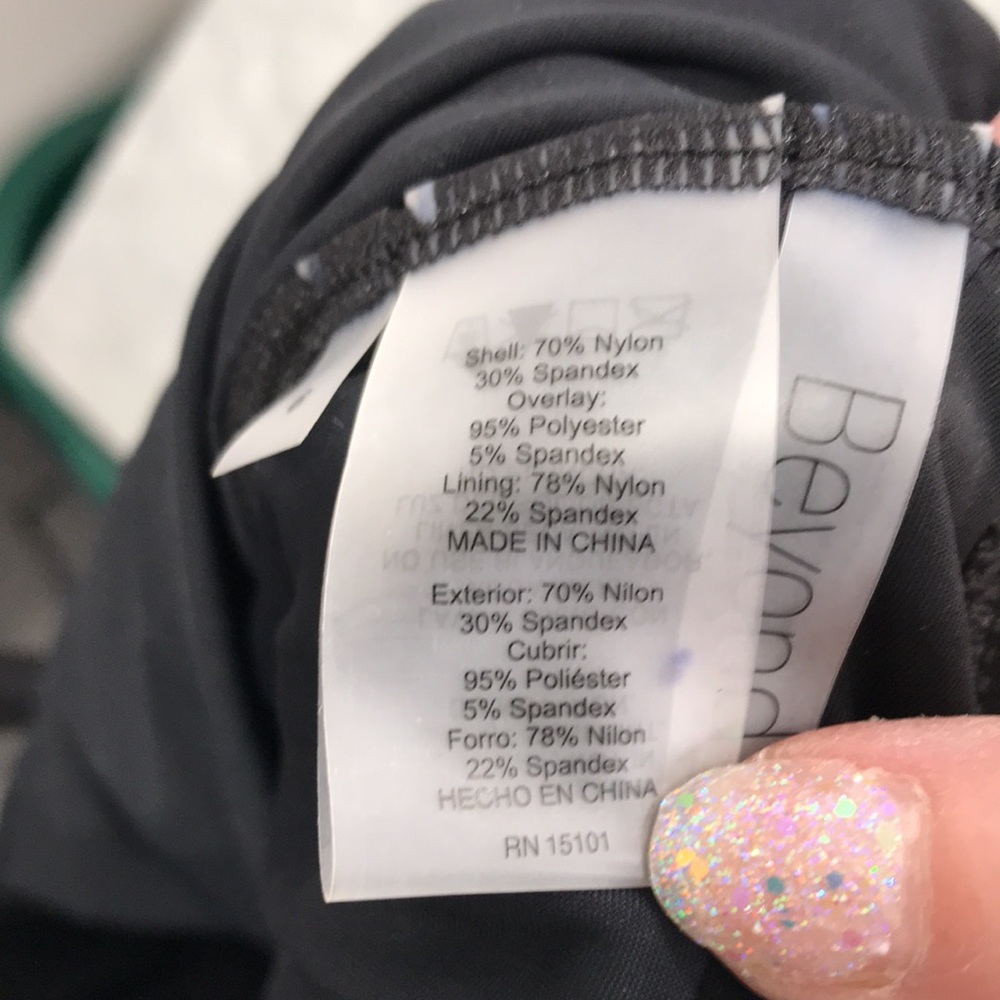 Shell: 70% Nylon
30% Spandex
Overlay:
95% Polyester
5% Spandex
Lining: 78% Nylon
22% Spandex
MADE IN CHINA
Exterior: 70% Nilon
30% Spandex
Cubrir:
95% Poliéster
5% Spandex
Forro: 78% Nilon
22% Spandex
HECHO EN CHINA
RN 15101
Beyond